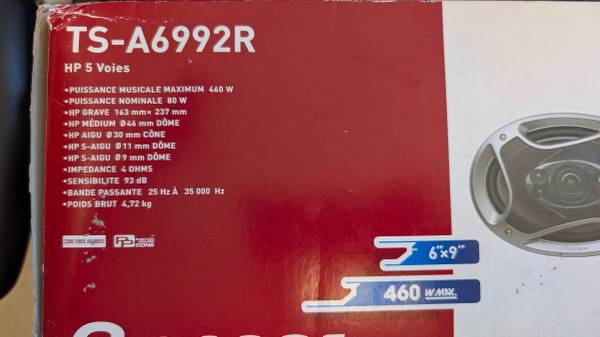 TS-A6992R
HP 5 Voies
•PUISSANCE MUSICALE MAXIMUM 460 W
•PUISSANCE NOMINALE 80 W
•HP GRAVE 163 mm× 237 mm
•HP MÉDIUM Ø46 mm DÔME
•HP AIGU Ø30 mm CÔNE
•HP S-AIGU Ø11 mm DÔME
•HP S-AIGU Ø9 mm DÔME
•IMPEDANCE 4 OHMS
•SENSIBILITE 93 dB
•BANDE PASSANTE 25 Hz À 35 000 Hz
•POIDS BRUT 4,72 kg
6"×9"
460 W MAX.